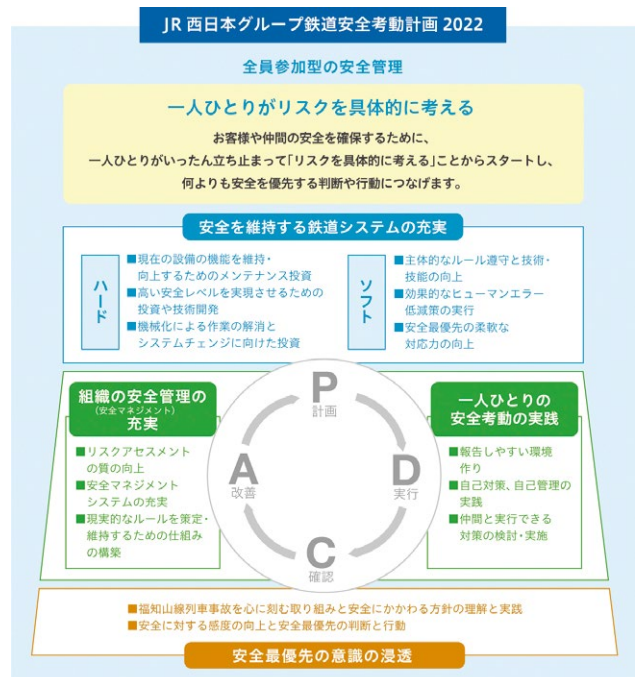 JR 西日本グループ鉄道安全考動計画 2022
全員参加型の安全管理
一人ひとりがリスクを具体的に考える
お客様や仲間の安全を確保するために、
一人ひとりがいったん立ち止まって「リスクを具体的に考える」ことからスタートし、
何よりも安全を優先する判断や行動につなげます。
安全を維持する鉄道システムの充実
ハード
■現在の設備の機能を維持・
向上するためのメンテナンス投資
■高い安全レベルを実現させるための
投資や技術開発
■機械化による作業の解消と
システムチェンジに向けた投資
ソフト
■主体的なルール遵守と技術・
技能の向上
■効果的なヒューマンエラー
低減策の実行
■安全最優先の柔軟な
対応力の向上
組織の安全管理の
(安全マネジメント)
充実
■リスクアセスメント
の質の向上
■安全マネジメント
システムの充実
■現実的なルールを策定・
維持するための仕組み
の構築
P
計画
D
実行
C
確認
A
改善
一人ひとりの
安全考動の実践
■報告しやすい環境
作り
■自己対策、自己管理の
実践
■仲間と実行できる
対策の検討・実施
■福知山線列車事故を心に刻む取り組みと安全にかかわる方針の理解と実践
■安全に対する感度の向上と安全最優先の判断と行動
安全最優先の意識の浸透